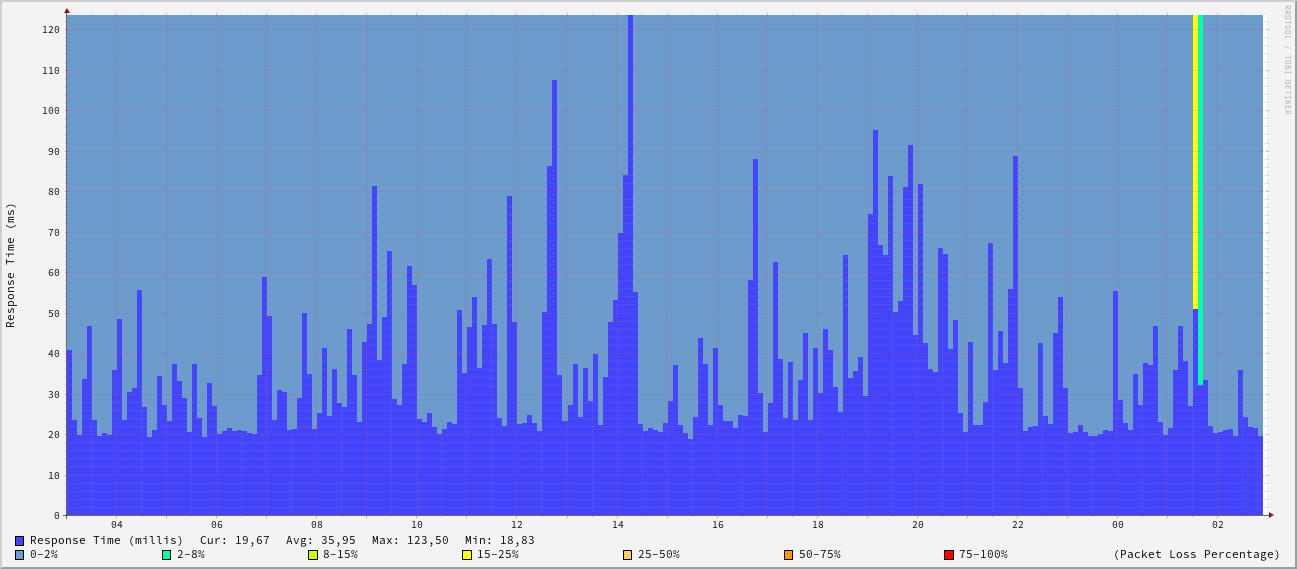 RRDTOOL / TOBI OETIKER
Response Time (ms)
120
110
100
90
80
70
60
50
40
30
20
10
0
04 06 08 10 12 14 16 18 20 22 00 02
Response Time (millis) Cur: 19,67 Avg: 35,95 Max: 123,50 Min: 18,83
0-2% 2-8% 8-15% 15-25% 25-50% 50-75% 75-100% (Packet Loss Percentage)